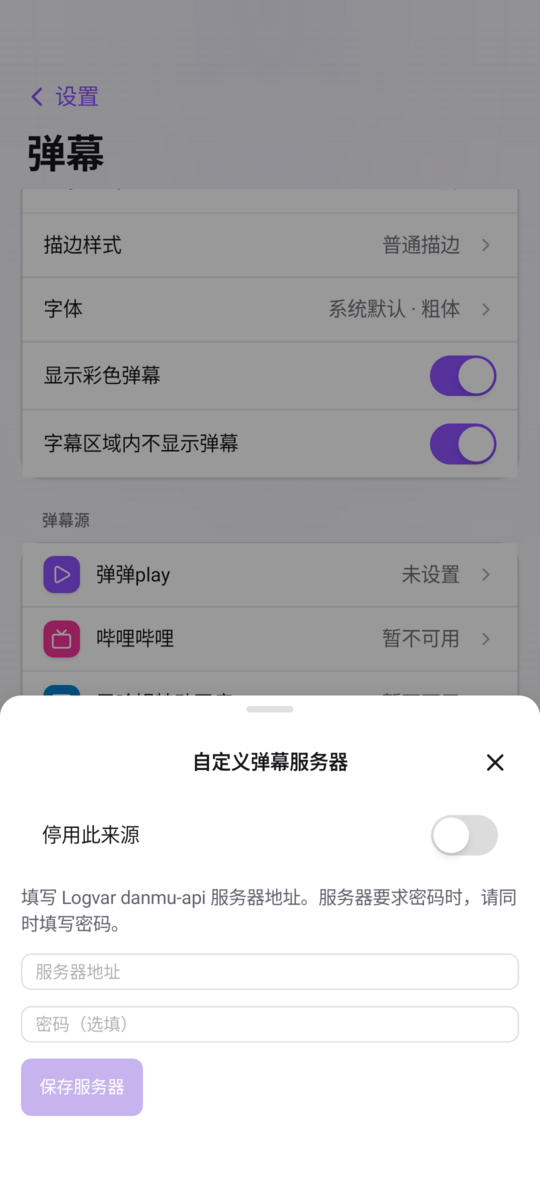 设置
弹幕
描边样式
普通描边
字体
系统默认 · 粗体
显示彩色弹幕
字幕区域内不显示弹幕
弹幕源
弹弹play
未设置
哔哩哔哩
暂不可用
自定义弹幕服务器
停用此来源
填写 Logvar danmu-api 服务器地址。服务器要求密码时，请同
时填写密码。
服务器地址
密码（选填）
保存服务器